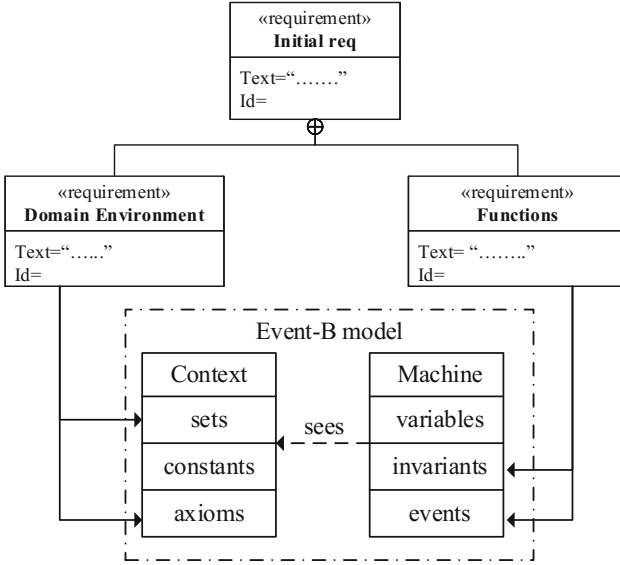 «requirement»
Initial req
Text=“…….”
Id=
«requirement»
Domain Environment
Text=“…...”
Id=
«requirement»
Functions
Text= “……..”
Id=
Event-B model
Context
sets
constants
axioms
sees
Machine
variables
invariants
events